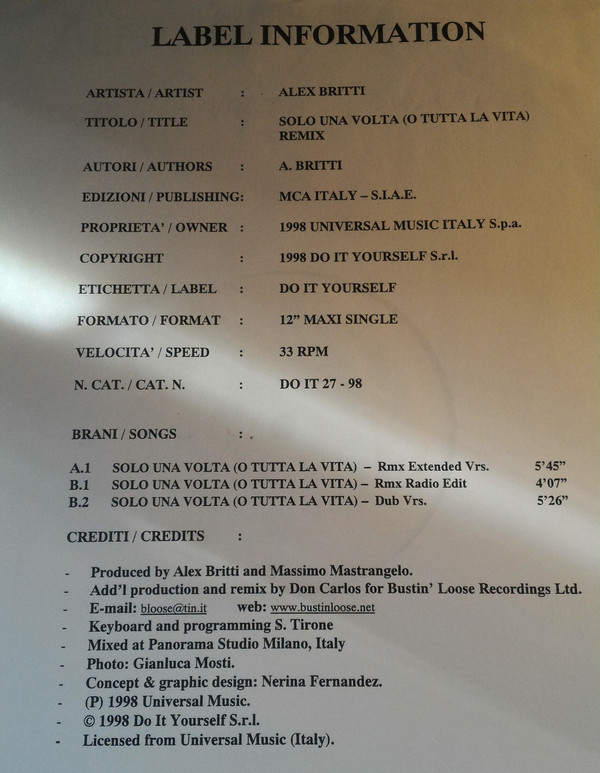 LABEL INFORMATION
ARTISTA / ARTIST : ALEX BRITTI
TITOLO / TITLE : SOLO UNA VOLTA (O TUTTA LA VITA)
REMIX
AUTORI / AUTHORS : A. BRITTI
EDIZIONI / PUBLISHING: MCA ITALY – S.I.A.E.
PROPRIETA' / OWNER : 1998 UNIVERSAL MUSIC ITALY S.p.a.
COPYRIGHT : 1998 DO IT YOURSELF S.r.l.
ETICHETTA / LABEL : DO IT YOURSELF
FORMATO / FORMAT : 12” MAXI SINGLE
VELOCITA' / SPEED : 33 RPM
N. CAT. / CAT. N. : DO IT 27 - 98
BRANI / SONGS :
A.1 SOLO UNA VOLTA (O TUTTA LA VITA) – Rmx Extended Vrs. 5'45”
B.1 SOLO UNA VOLTA (O TUTTA LA VITA) – Rmx Radio Edit 4'07”
B.2 SOLO UNA VOLTA (O TUTTA LA VITA) – Dub Vrs. 5'26”
CREDITI / CREDITS :
- Produced by Alex Britti and Massimo Mastrangelo.
- Add'l production and remix by Don Carlos for Bustin' Loose Recordings Ltd.
- E-mail: bloose@tin.it web: www.bustinloose.net
- Keyboard and programming S. Tirone
- Mixed at Panorama Studio Milano, Italy
- Photo: Gianluca Mosti.
- Concept & graphic design: Nerina Fernandez.
- (P) 1998 Universal Music.
- © 1998 Do It Yourself S.r.l.
- Licensed from Universal Music (Italy).